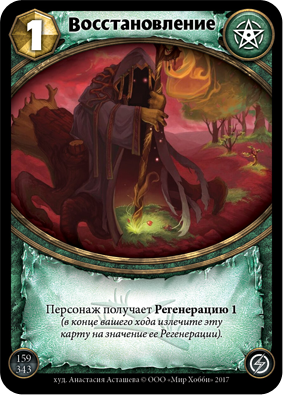 1
Восстановление
Персонаж получает Регенерацию 1
(в конце вашего хода излечите эту
карту на значение ее Регенерации).
159
343
худ. Анастасия Асташева © ООО «Мир Хобби» 2017